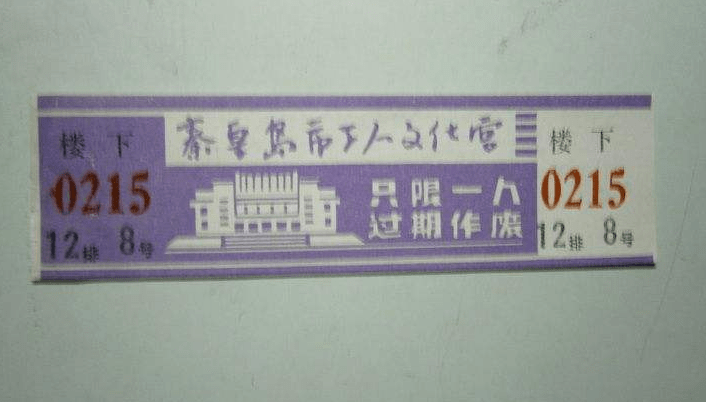 楼下
0215
12排 8号
秦皇岛市工人文化宫
只限一人
过期作废
楼下
0215
12排 8号